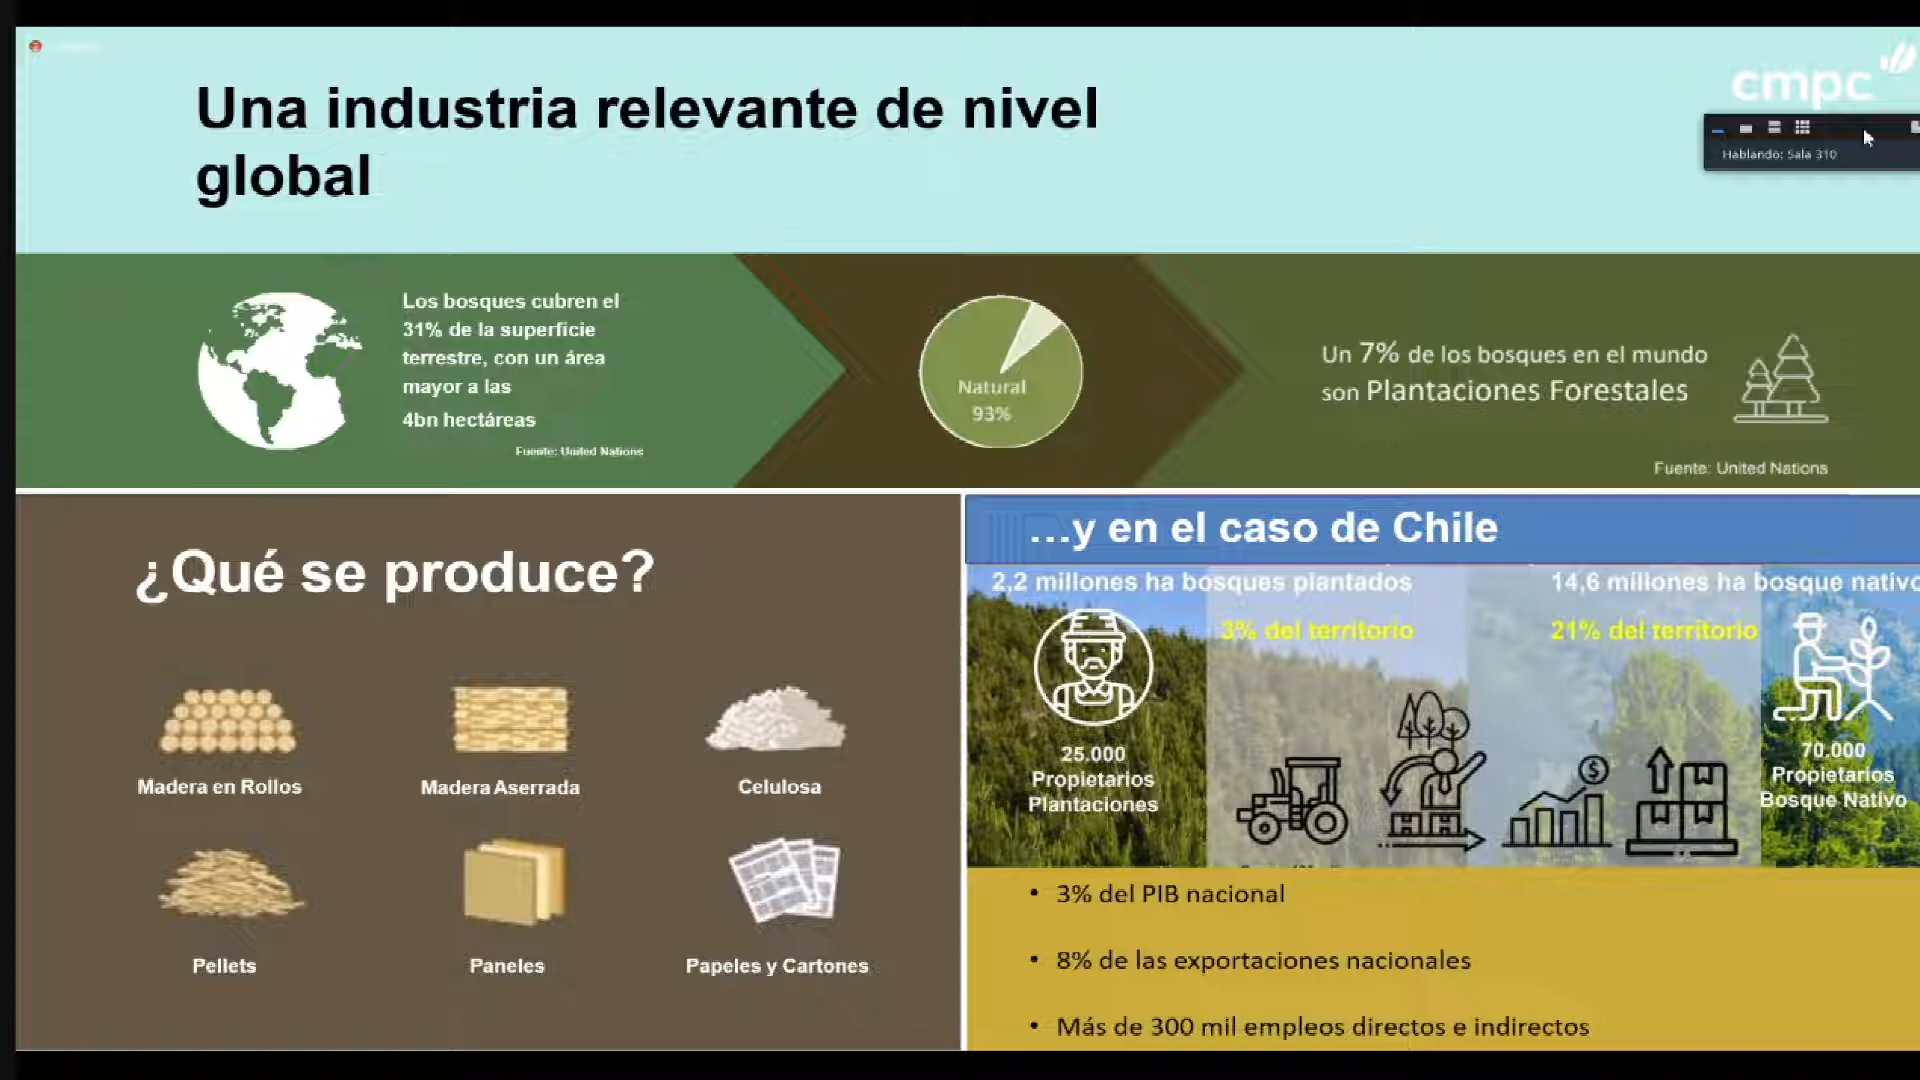 Una industria relevante de nivel
global
cmpc
Hablando: Sala 310
Los bosques cubren el
31% de la superficie
terrestre, con un área
mayor a las
4bn hectáreas
Fuente: United Nations
Natural
93%
Un 7% de los bosques en el mundo
son Plantaciones Forestales
Fuente: United Nations
¿Qué se produce?
Madera en Rollos
Madera Aserrada
Celulosa
Pellets
Paneles
Papeles y Cartones
...y en el caso de Chile
2,2 millones ha bosques plantados
3% del territorio
14,6 millones ha bosque nativo
21% del territorio
25.000
Propietarios
Plantaciones
$
70.000
Propietarios
Bosque Nativo
• 3% del PIB nacional
• 8% de las exportaciones nacionales
• Más de 300 mil empleos directos e indirectos